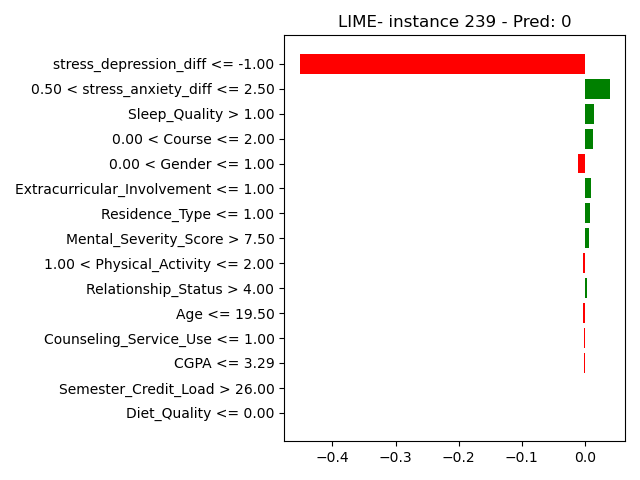 LIME- instance 239 - Pred: 0
stress_depression_diff <= -1.00
0.50 < stress_anxiety_diff <= 2.50
Sleep_Quality > 1.00
0.00 < Course <= 2.00
0.00 < Gender <= 1.00
Extracurricular_Involvement <= 1.00
Residence_Type <= 1.00
Mental_Severity_Score > 7.50
1.00 < Physical_Activity <= 2.00
Relationship_Status > 4.00
Age <= 19.50
Counseling_Service_Use <= 1.00
CGPA <= 3.29
Semester_Credit_Load > 26.00
Diet_Quality <= 0.00
−0.4 −0.3 −0.2 −0.1 0.0